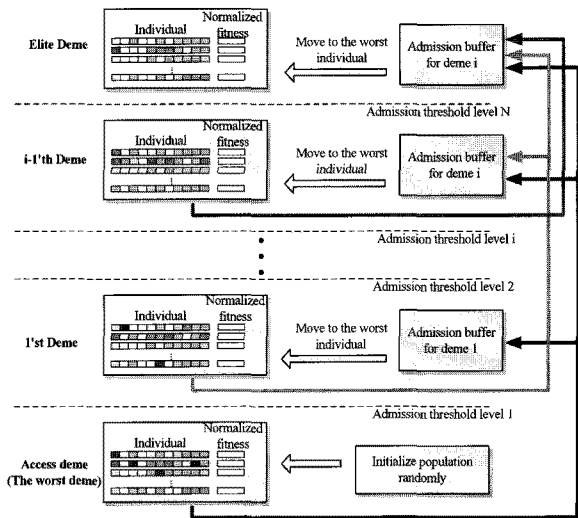 Elite Deme
Individual
Normalized
fitness
Move to the worst
individual
Admission buffer
for deme i
Admission threshold level N
i-1'th Deme
Individual
Normalized
fitness
Move to the worst
individual
Admission buffer
for deme i
Admission threshold level i
Admission threshold level 2
1'st Deme
Individual
Normalized
fitness
Move to the worst
individual
Admission buffer
for deme 1
Admission threshold level 1
Access deme
(The worst deme)
Individual
Normalized
fitness
Initialize population
randomly